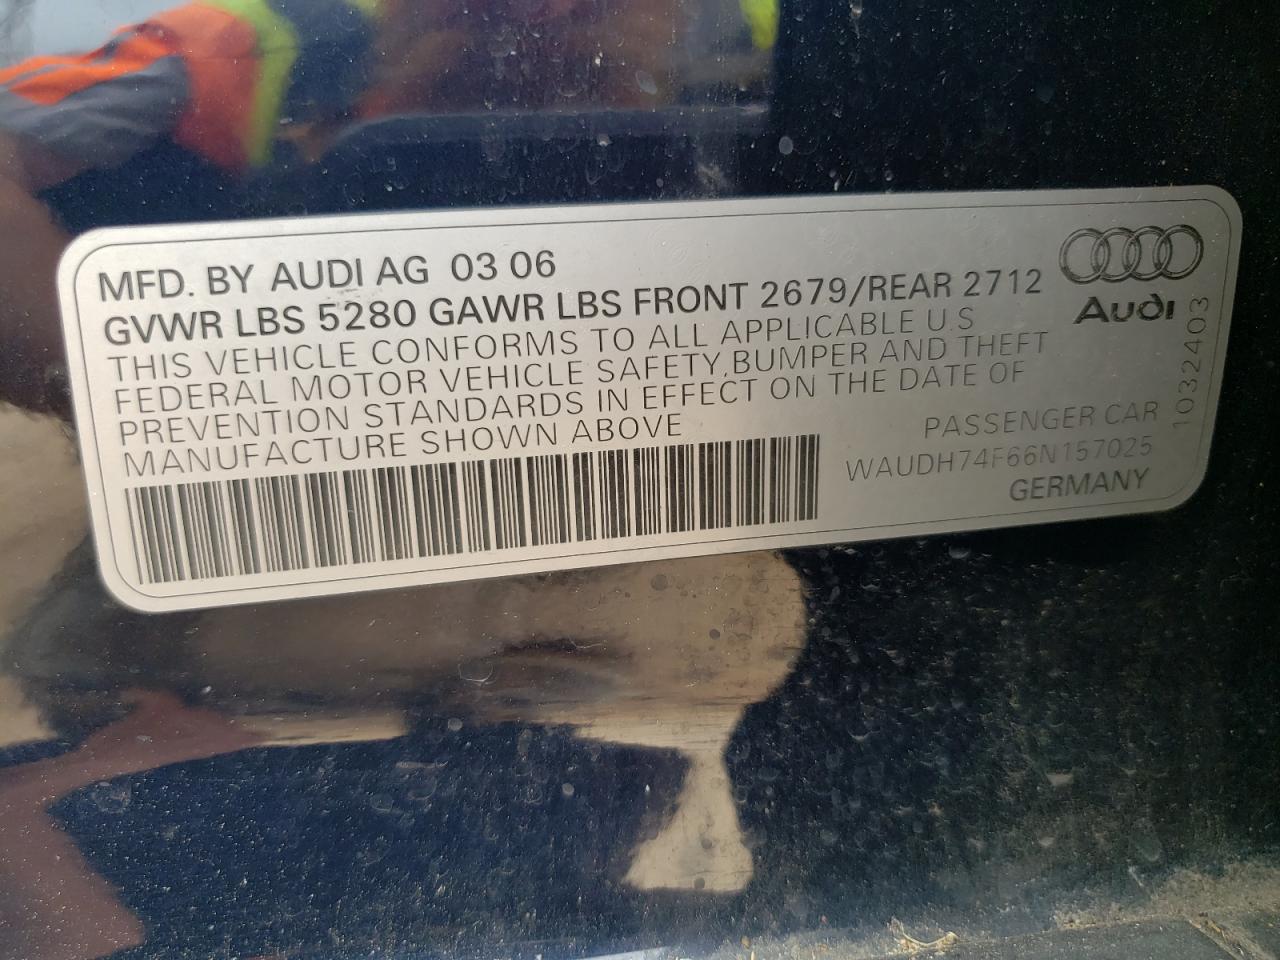 MFD. BY AUDI AG 03 06
GVWR LBS 5280 GAWR LBS FRONT 2679/REAR 2712
THIS VEHICLE CONFORMS TO ALL APPLICABLE U.S
FEDERAL MOTOR VEHICLE SAFETY, BUMPER AND THEFT
PREVENTION STANDARDS IN EFFECT ON THE DATE OF
MANUFACTURE SHOWN ABOVE
Audi
1032403
PASSENGER CAR
WAUDH74F66N157025
GERMANY